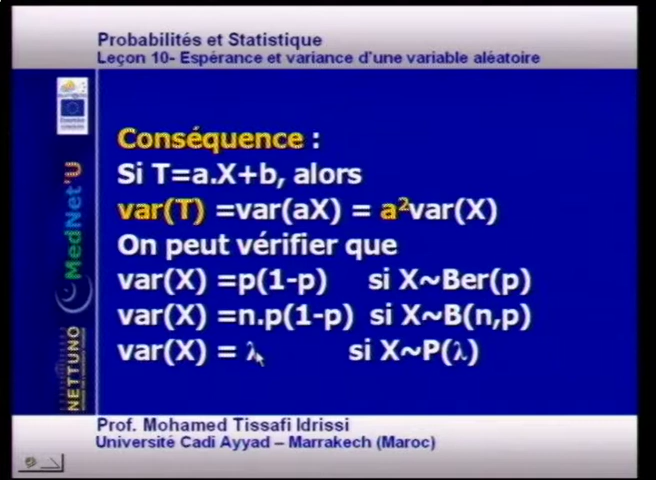 Probabilités et Statistique
Leçon 10- Espérance et variance d'une variable aléatoire
Conséquence :
Si T=a.X+b, alors
var(T) =var(aX) = a²var(X)
On peut vérifier que
var(X) =p(1-p) si X~Ber(p)
var(X) =n.p(1-p) si X~B(n,p)
var(X) = λ si X~P(λ)
MedNet'U
NETTUNO
Prof. Mohamed Tissafi Idrissi
Université Cadi Ayyad – Marrakech (Maroc)